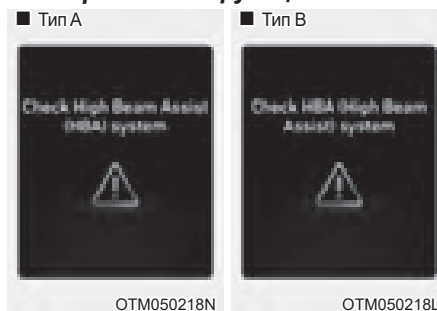 ■ Тип A
Check High Beam Assist
(HBA) system
OTM050218N
■ Тип B
Check HBA (High Beam
Assist) system
OTM050218L